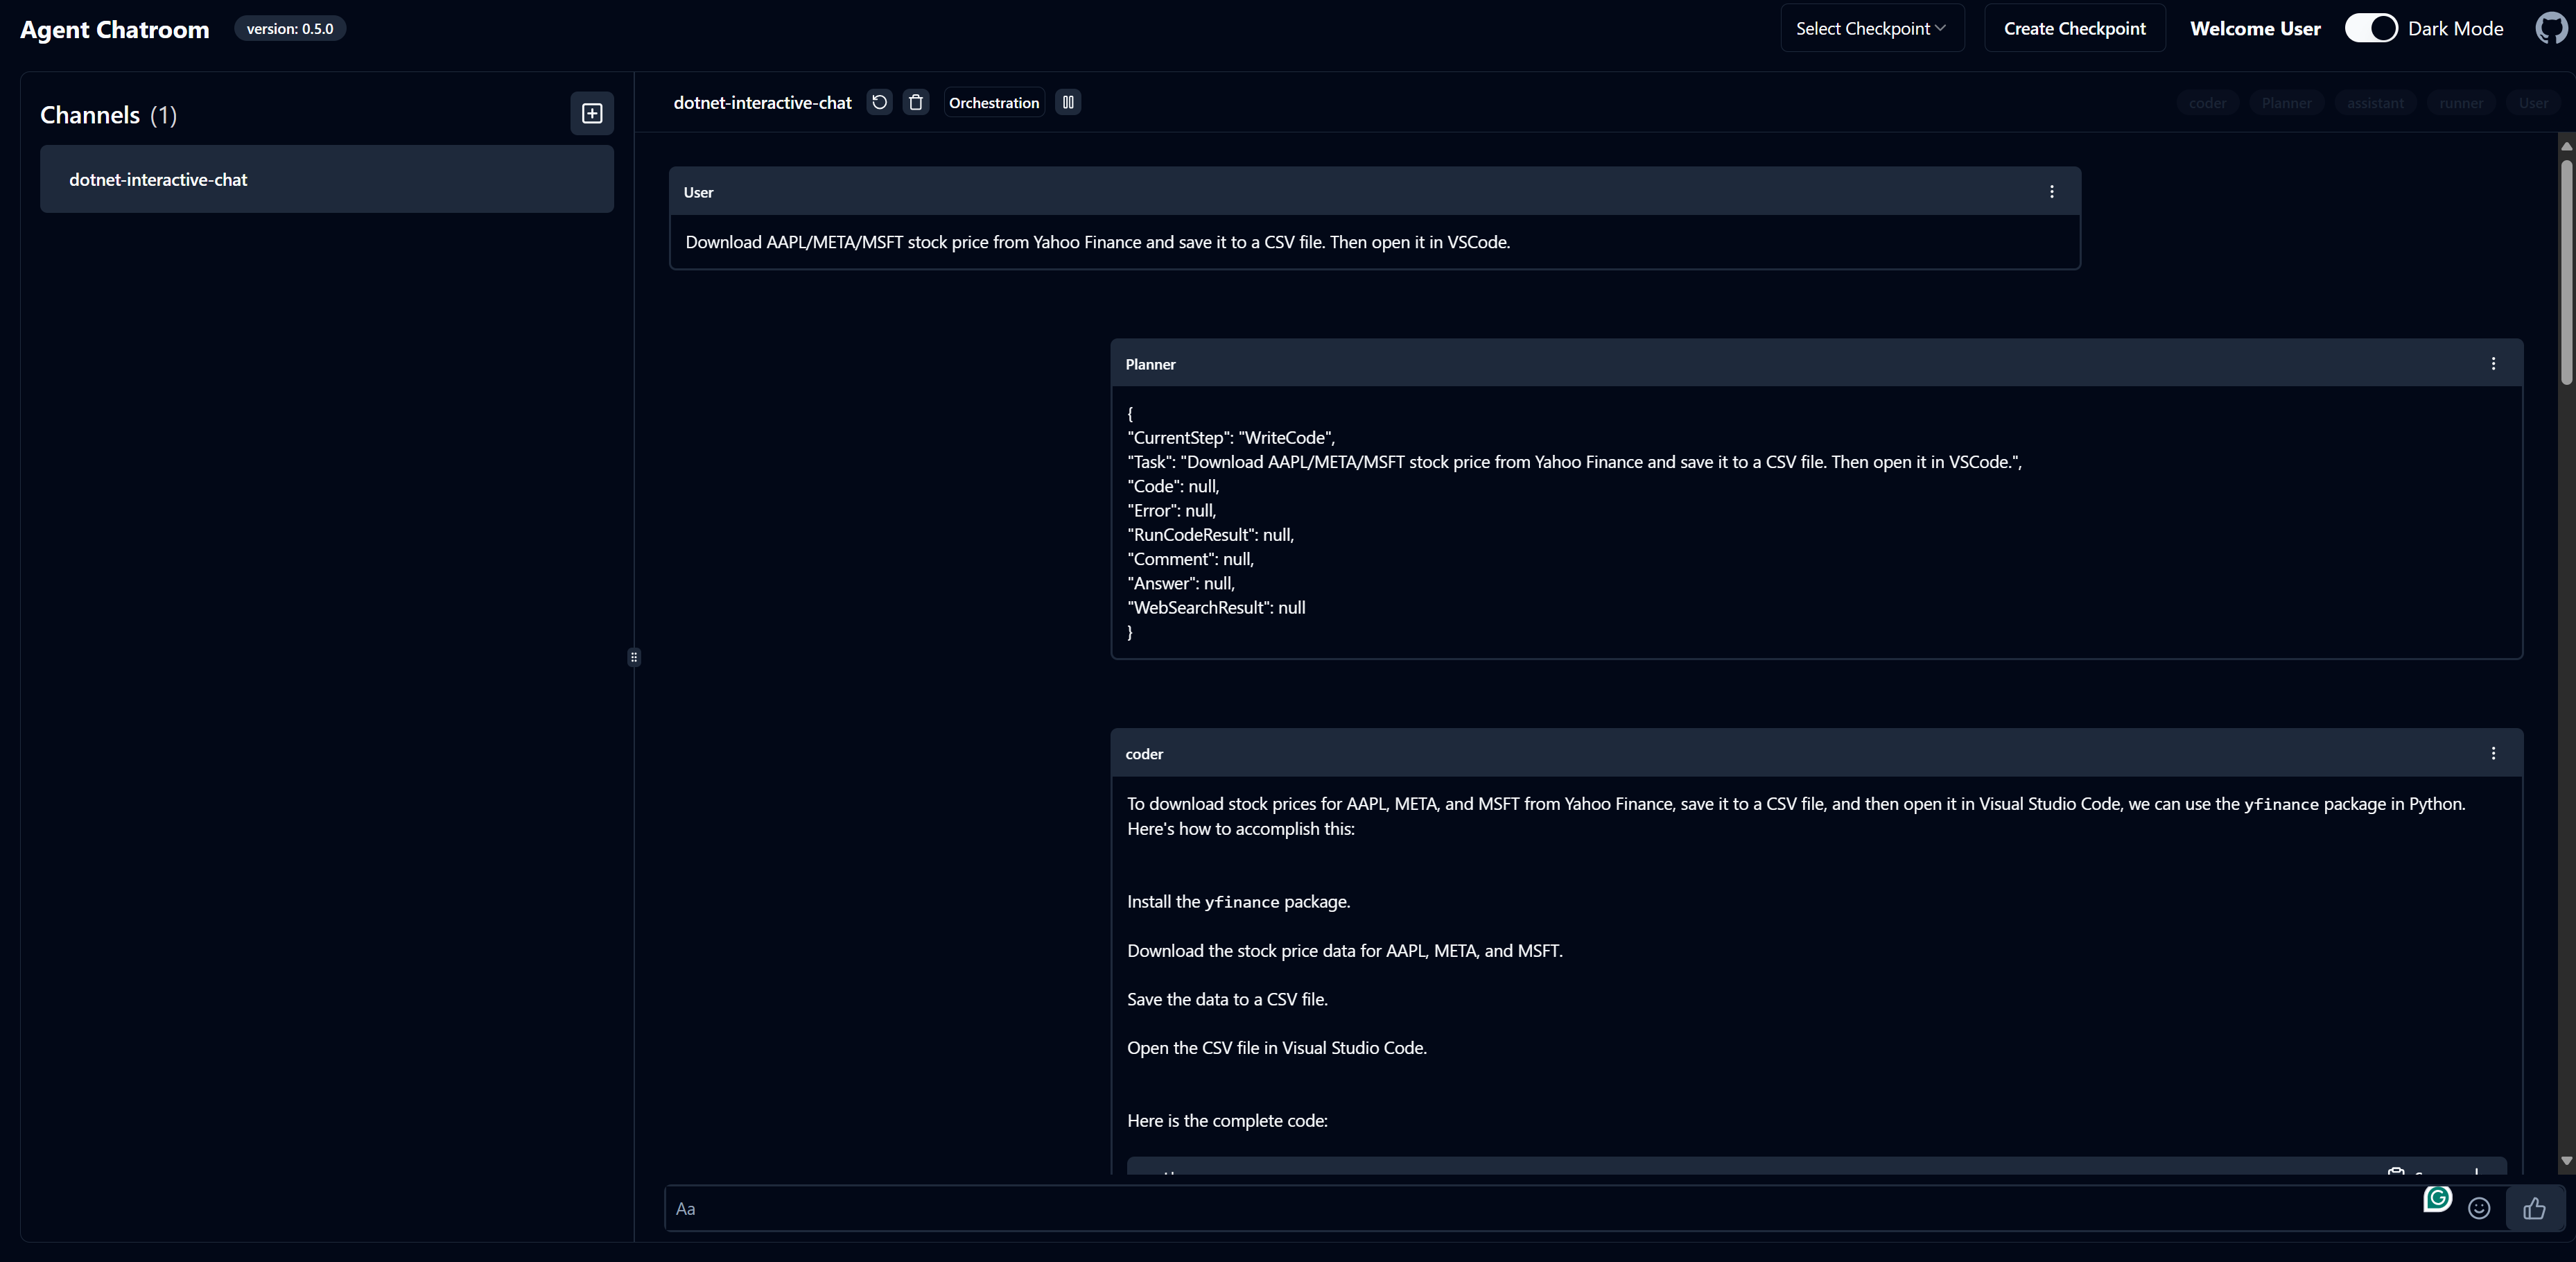 Agent Chatroom
version: 0.5.0
Select Checkpoint
Create Checkpoint
Welcome User
Dark Mode
Channels (1)
dotnet-interactive-chat
dotnet-interactive-chat
Orchestration
coder
Planner
assistant
runner
User
User
Download AAPL/META/MSFT stock price from Yahoo Finance and save it to a CSV file. Then open it in VSCode.
Planner
{
"CurrentStep": "WriteCode",
"Task": "Download AAPL/META/MSFT stock price from Yahoo Finance and save it to a CSV file. Then open it in VSCode.",
"Code": null,
"Error": null,
"RunCodeResult": null,
"Comment": null,
"Answer": null,
"WebSearchResult": null
}
coder
To download stock prices for AAPL, META, and MSFT from Yahoo Finance, save it to a CSV file, and then open it in Visual Studio Code, we can use the yfinance package in Python.
Here's how to accomplish this:
Install the yfinance package.
Download the stock price data for AAPL, META, and MSFT.
Save the data to a CSV file.
Open the CSV file in Visual Studio Code.
Here is the complete code:
Aa